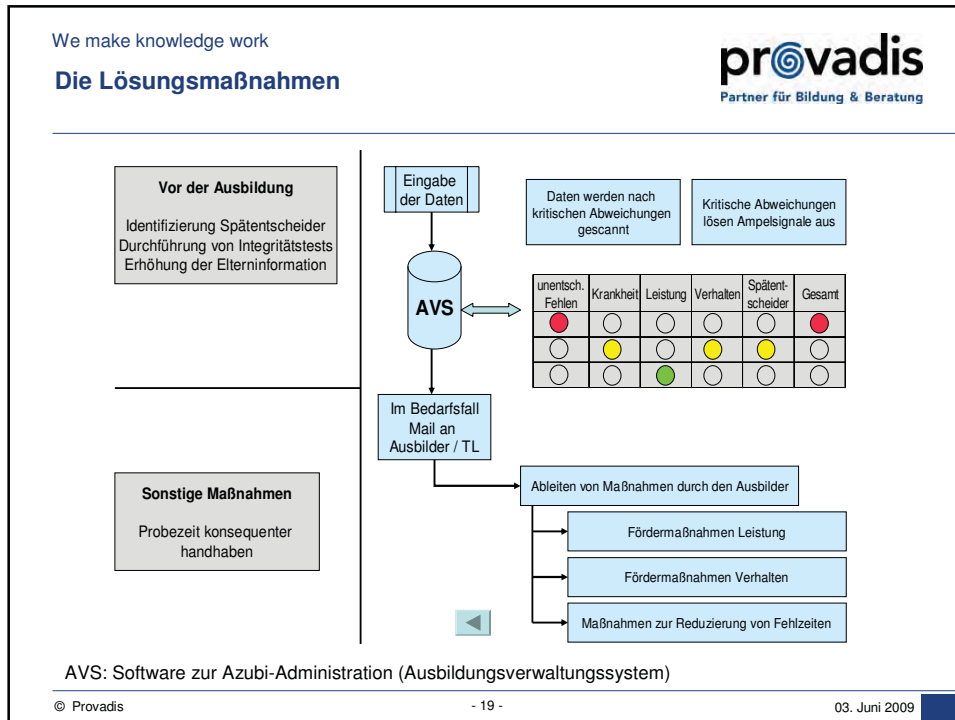 We make knowledge work
Die Lösungsmaßnahmen
provadis
Partner für Bildung & Beratung
Vor der Ausbildung
Identifizierung Spätentscheider
Durchführung von Integritätstests
Erhöhung der Elterninformation
Eingabe
der Daten
Daten werden nach
kritischen Abweichungen
gescannt
Kritische Abweichungen
lösen Ampelsignale aus
AVS
unentsch.
Fehlen
Krankheit
Leistung
Verhalten
Spätent-
scheider
Gesamt
Im Bedarfsfall
Mail an
Ausbilder / TL
Sonstige Maßnahmen
Probezeit konsequenter
handhaben
Ableiten von Maßnahmen durch den Ausbilder
Fördermaßnahmen Leistung
Fördermaßnahmen Verhalten
Maßnahmen zur Reduzierung von Fehlzeiten
AVS: Software zur Azubi-Administration (Ausbildungsverwaltungssystem)
© Provadis
- 19 -
03. Juni 2009